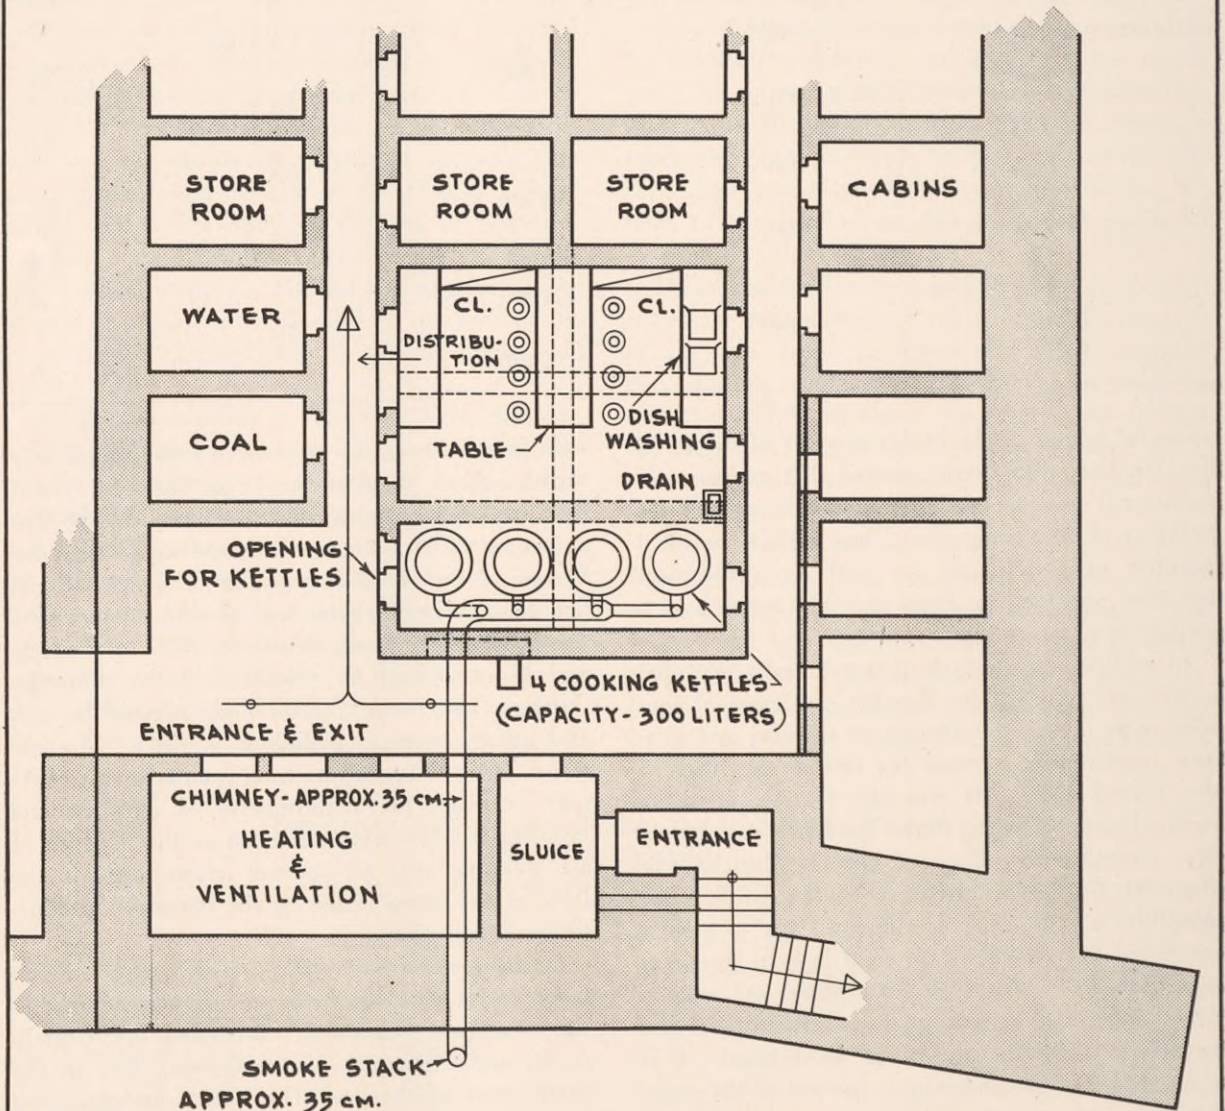 STORE
ROOM
STORE
ROOM
STORE
ROOM
CABINS
WATER
CL.
CL.
DISTRIBU-
TION
COAL
TABLE
DISH
WASHING
DRAIN
OPENING
FOR KETTLES
4 COOKING KETTLES
(CAPACITY - 300 LITERS)
ENTRANCE & EXIT
CHIMNEY - APPROX. 35 CM.
HEATING
&
VENTILATION
SLUICE
ENTRANCE
SMOKE STACK
APPROX. 35 CM.